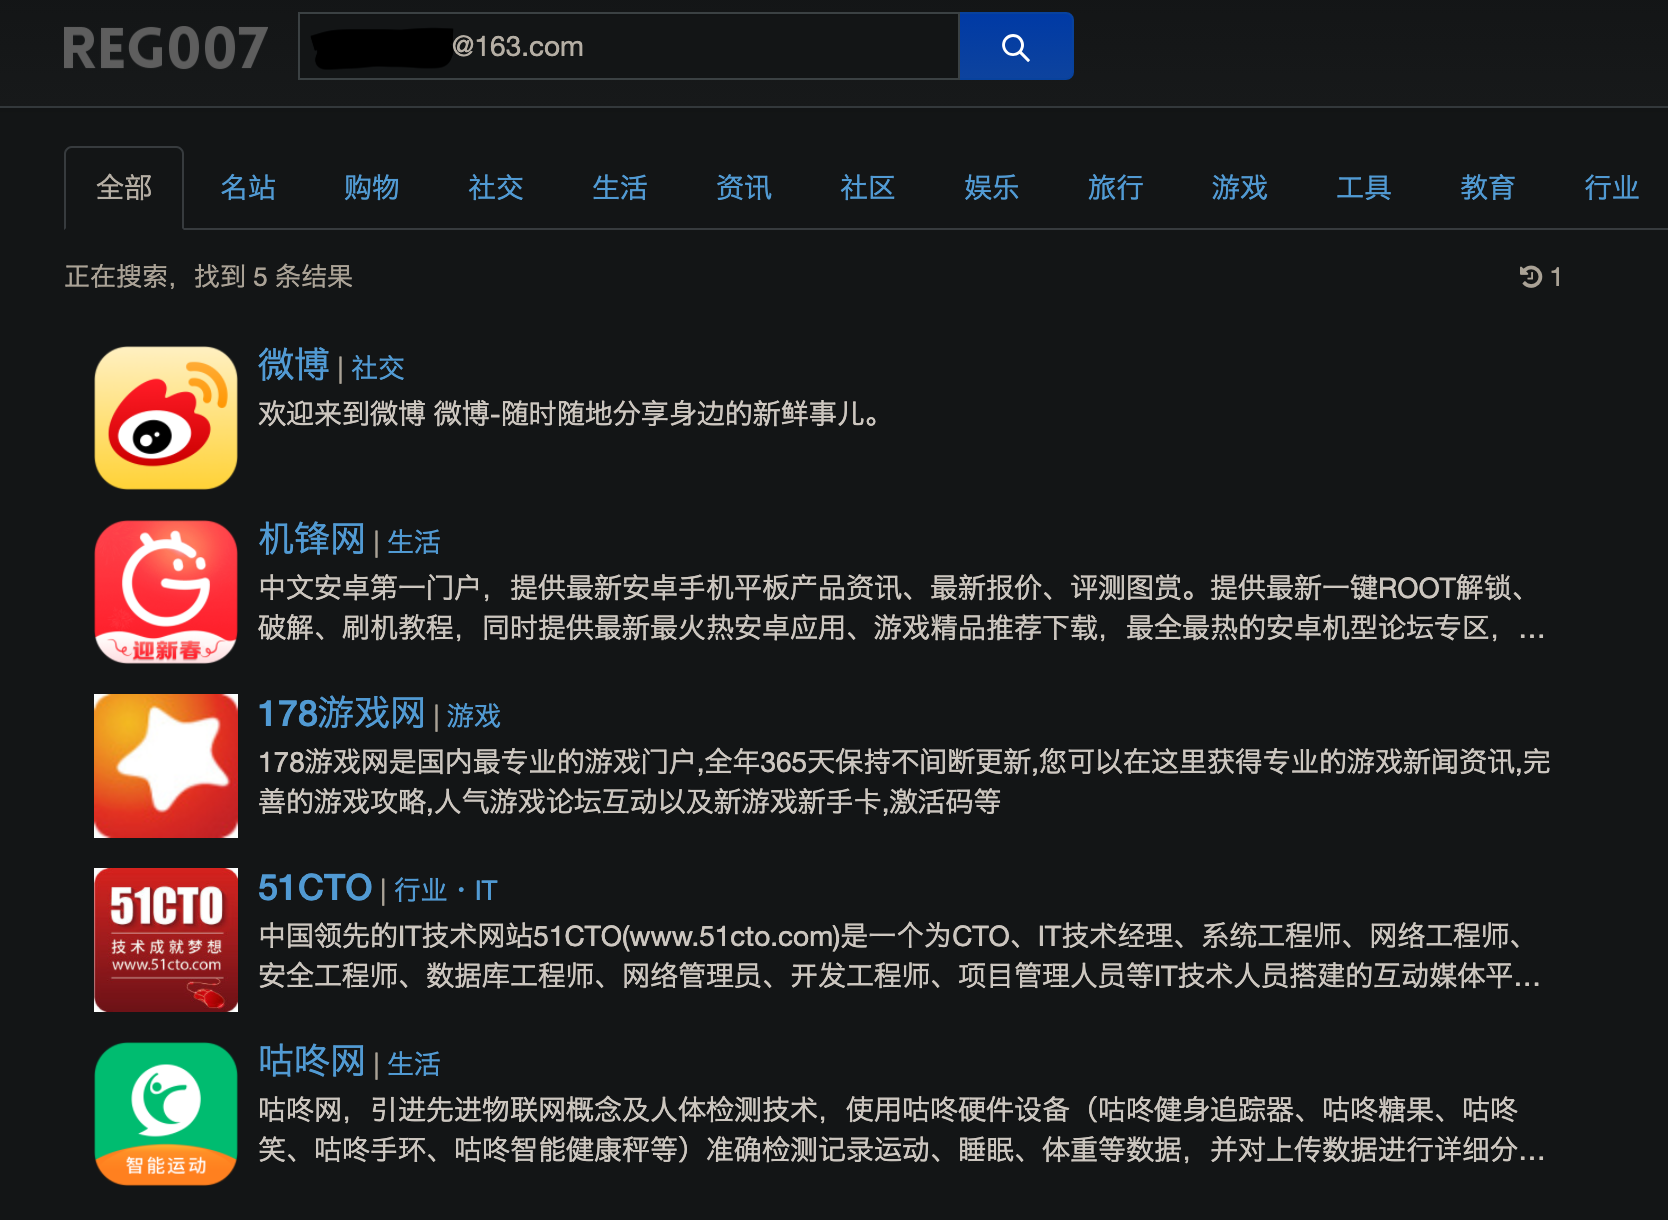 REG007
@163.com
全部 名站 购物 社交 生活 资讯 社区 娱乐 旅行 游戏 工具 教育 行业
正在搜索，找到 5 条结果
1
微博 | 社交
欢迎来到微博 微博-随时随地分享身边的新鲜事儿。
机锋网 | 生活
中文安卓第一门户，提供最新安卓手机平板产品资讯、最新报价、评测图赏。提供最新一键ROOT解锁、
破解、刷机教程，同时提供最新最火热安卓应用、游戏精品推荐下载，最全最热的安卓机型论坛专区，...
迎新春
178游戏网 | 游戏
178游戏网是国内最专业的游戏门户,全年365天保持不间断更新,您可以在这里获得专业的游戏新闻资讯,完
善的游戏攻略,人气游戏论坛互动以及新游戏新手卡,激活码等
51CTO
技术成就梦想
www.51cto.com
51CTO | 行业・IT
中国领先的IT技术网站51CTO(www.51cto.com)是一个为CTO、IT技术经理、系统工程师、网络工程师、
安全工程师、数据库工程师、网络管理员、开发工程师、项目管理人员等IT技术人员搭建的互动媒体平...
咕咚网 | 生活
咕咚网，引进先进物联网概念及人体检测技术，使用咕咚硬件设备（咕咚健身追踪器、咕咚糖果、咕咚
笑、咕咚手环、咕咚智能健康秤等）准确检测记录运动、睡眠、体重等数据，并对上传数据进行详细分...
智能运动